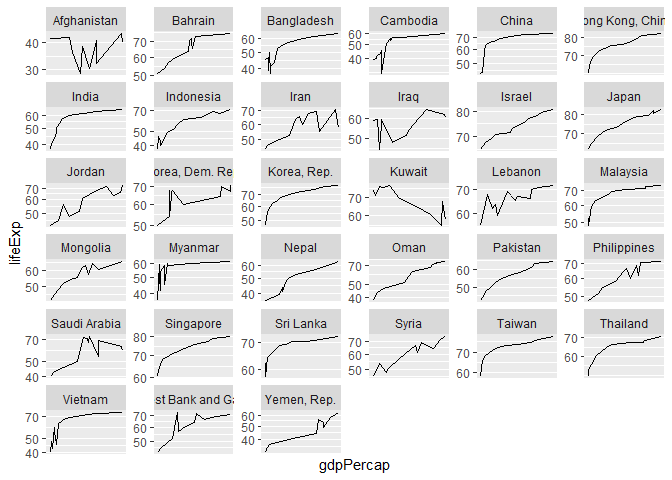 Afghanistan
40
30
Bahrain
70
60
50
Bangladesh
60
50
40
Cambodia
60
50
40
30
China
70
60
50
ong Kong, Chin
80
70
India
60
50
40
Indonesia
70
60
50
40
Iran
70
60
50
Iraq
60
50
Israel
80
70
Japan
80
70
Jordan
70
60
50
orea, Dem. Re
70
60
50
Korea, Rep.
70
60
50
Kuwait
70
60
Lebanon
70
60
Malaysia
70
60
50
Mongolia
60
50
Myanmar
60
50
40
Nepal
60
50
40
Oman
70
60
50
40
Pakistan
60
50
Philippines
70
60
50
Saudi Arabia
70
60
50
40
Singapore
80
70
60
Sri Lanka
70
60
Syria
70
60
50
Taiwan
70
60
Thailand
70
60
Vietnam
70
60
50
40
st Bank and Ga
70
60
50
Yemen, Rep.
60
50
40
lifeExp
gdpPercap